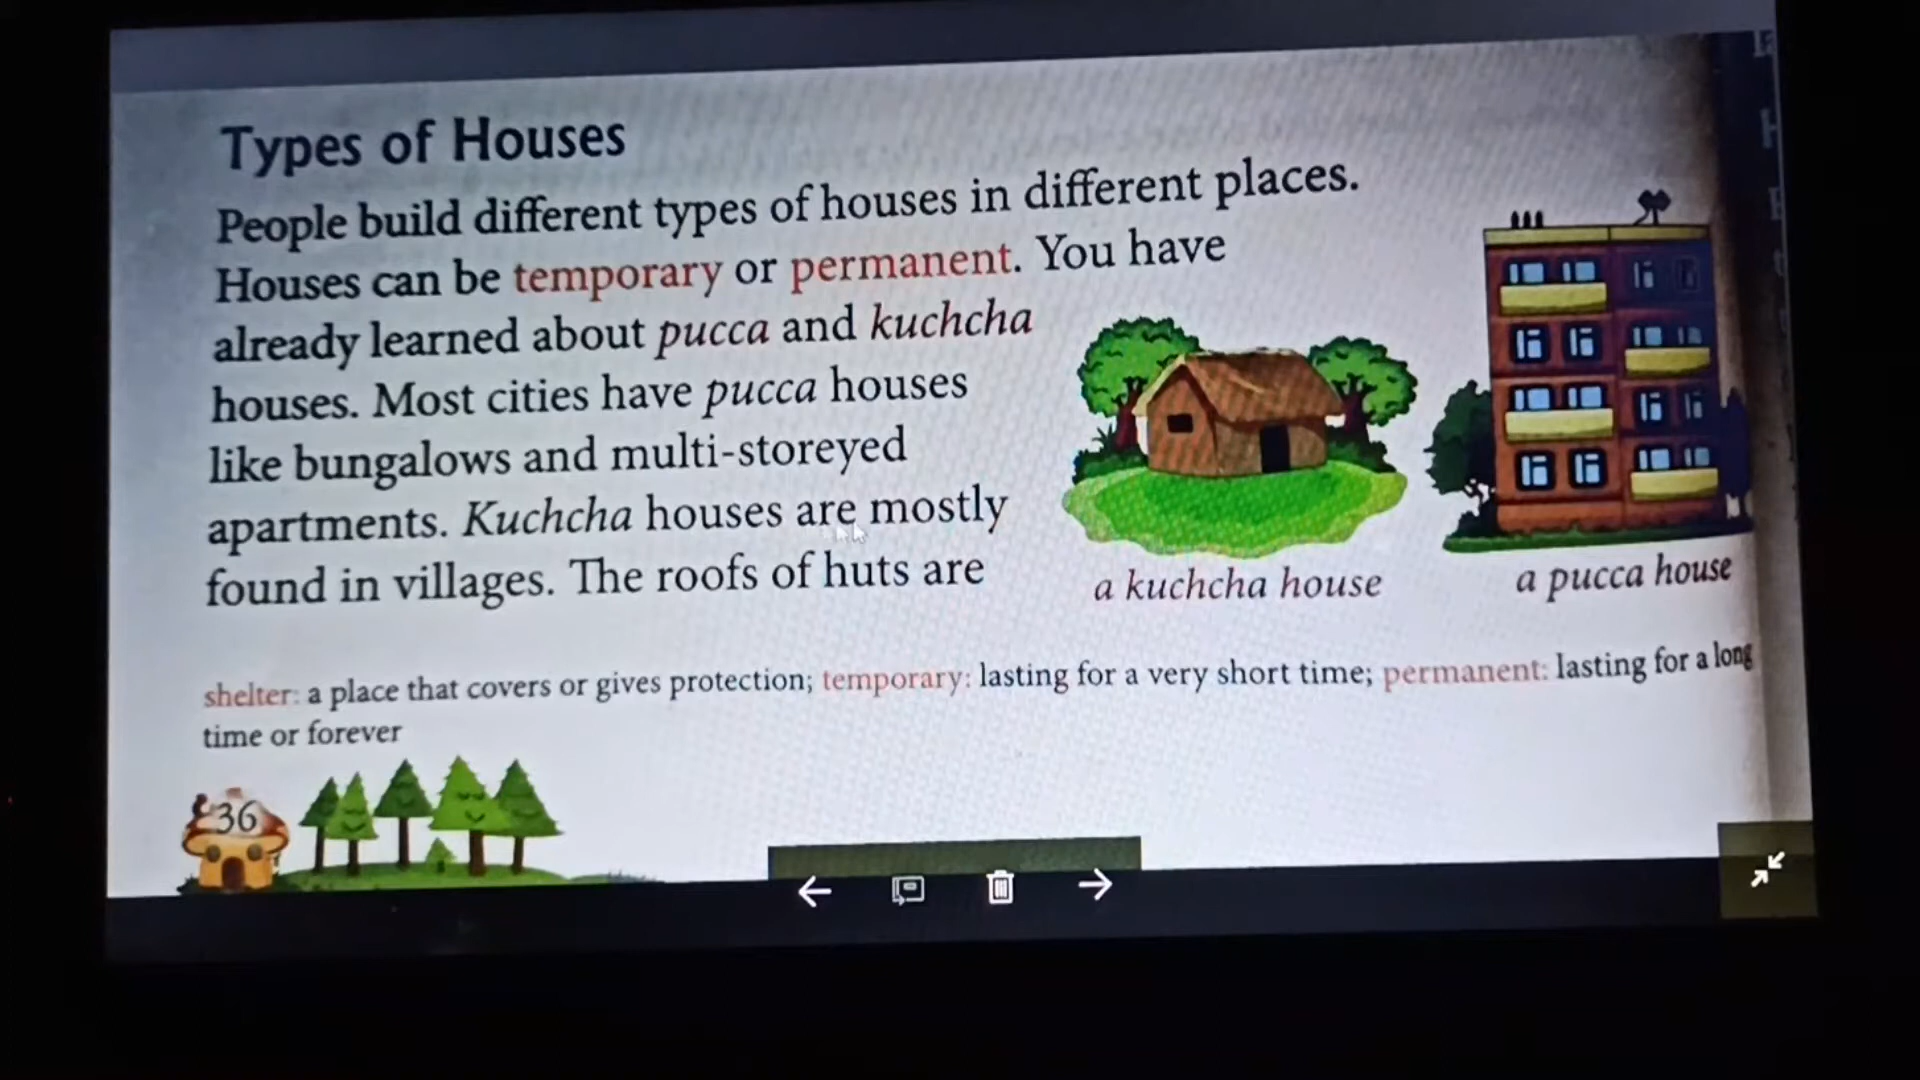 Types of Houses
People build different types of houses in different places.
Houses can be temporary or permanent. You have
already learned about pucca and kuchcha
houses. Most cities have pucca houses
like bungalows and multi-storeyed
apartments. Kuchcha houses are mostly
found in villages. The roofs of huts are
a kuchcha house
a pucca house
shelter: a place that covers or gives protection; temporary: lasting for a very short time; permanent: lasting for a long
time or forever
36